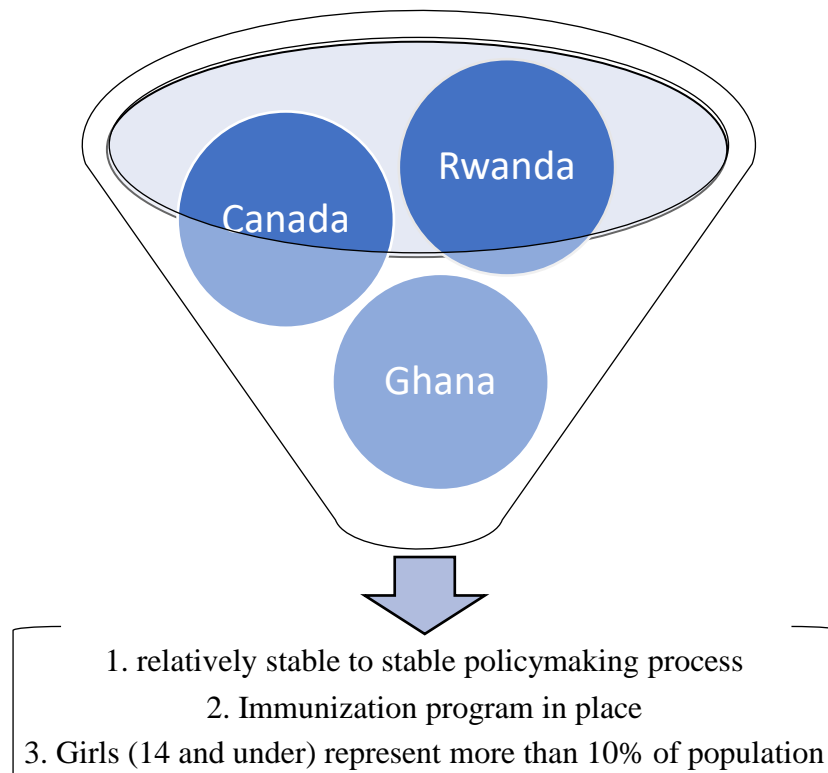 Rwanda
Canada
Ghana
1. relatively stable to stable policymaking process
2. Immunization program in place
3. Girls (14 and under) represent more than 10% of population